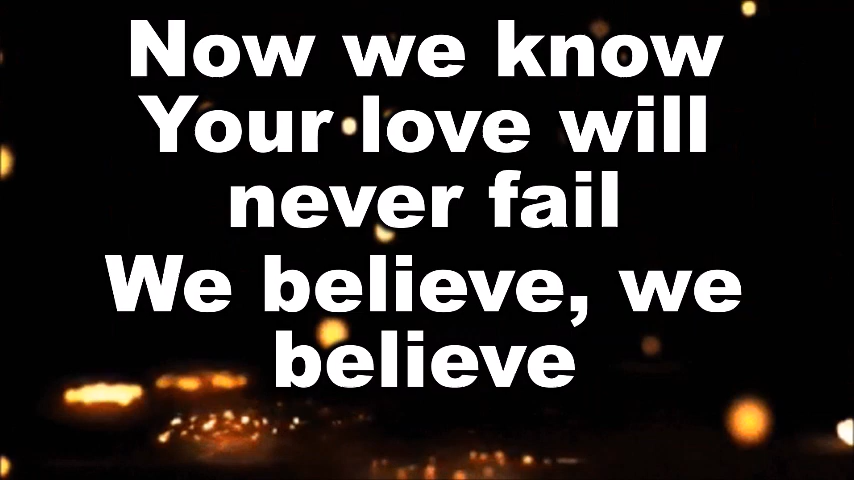 Now we know
Your love will
never fail
We believe, we
believe